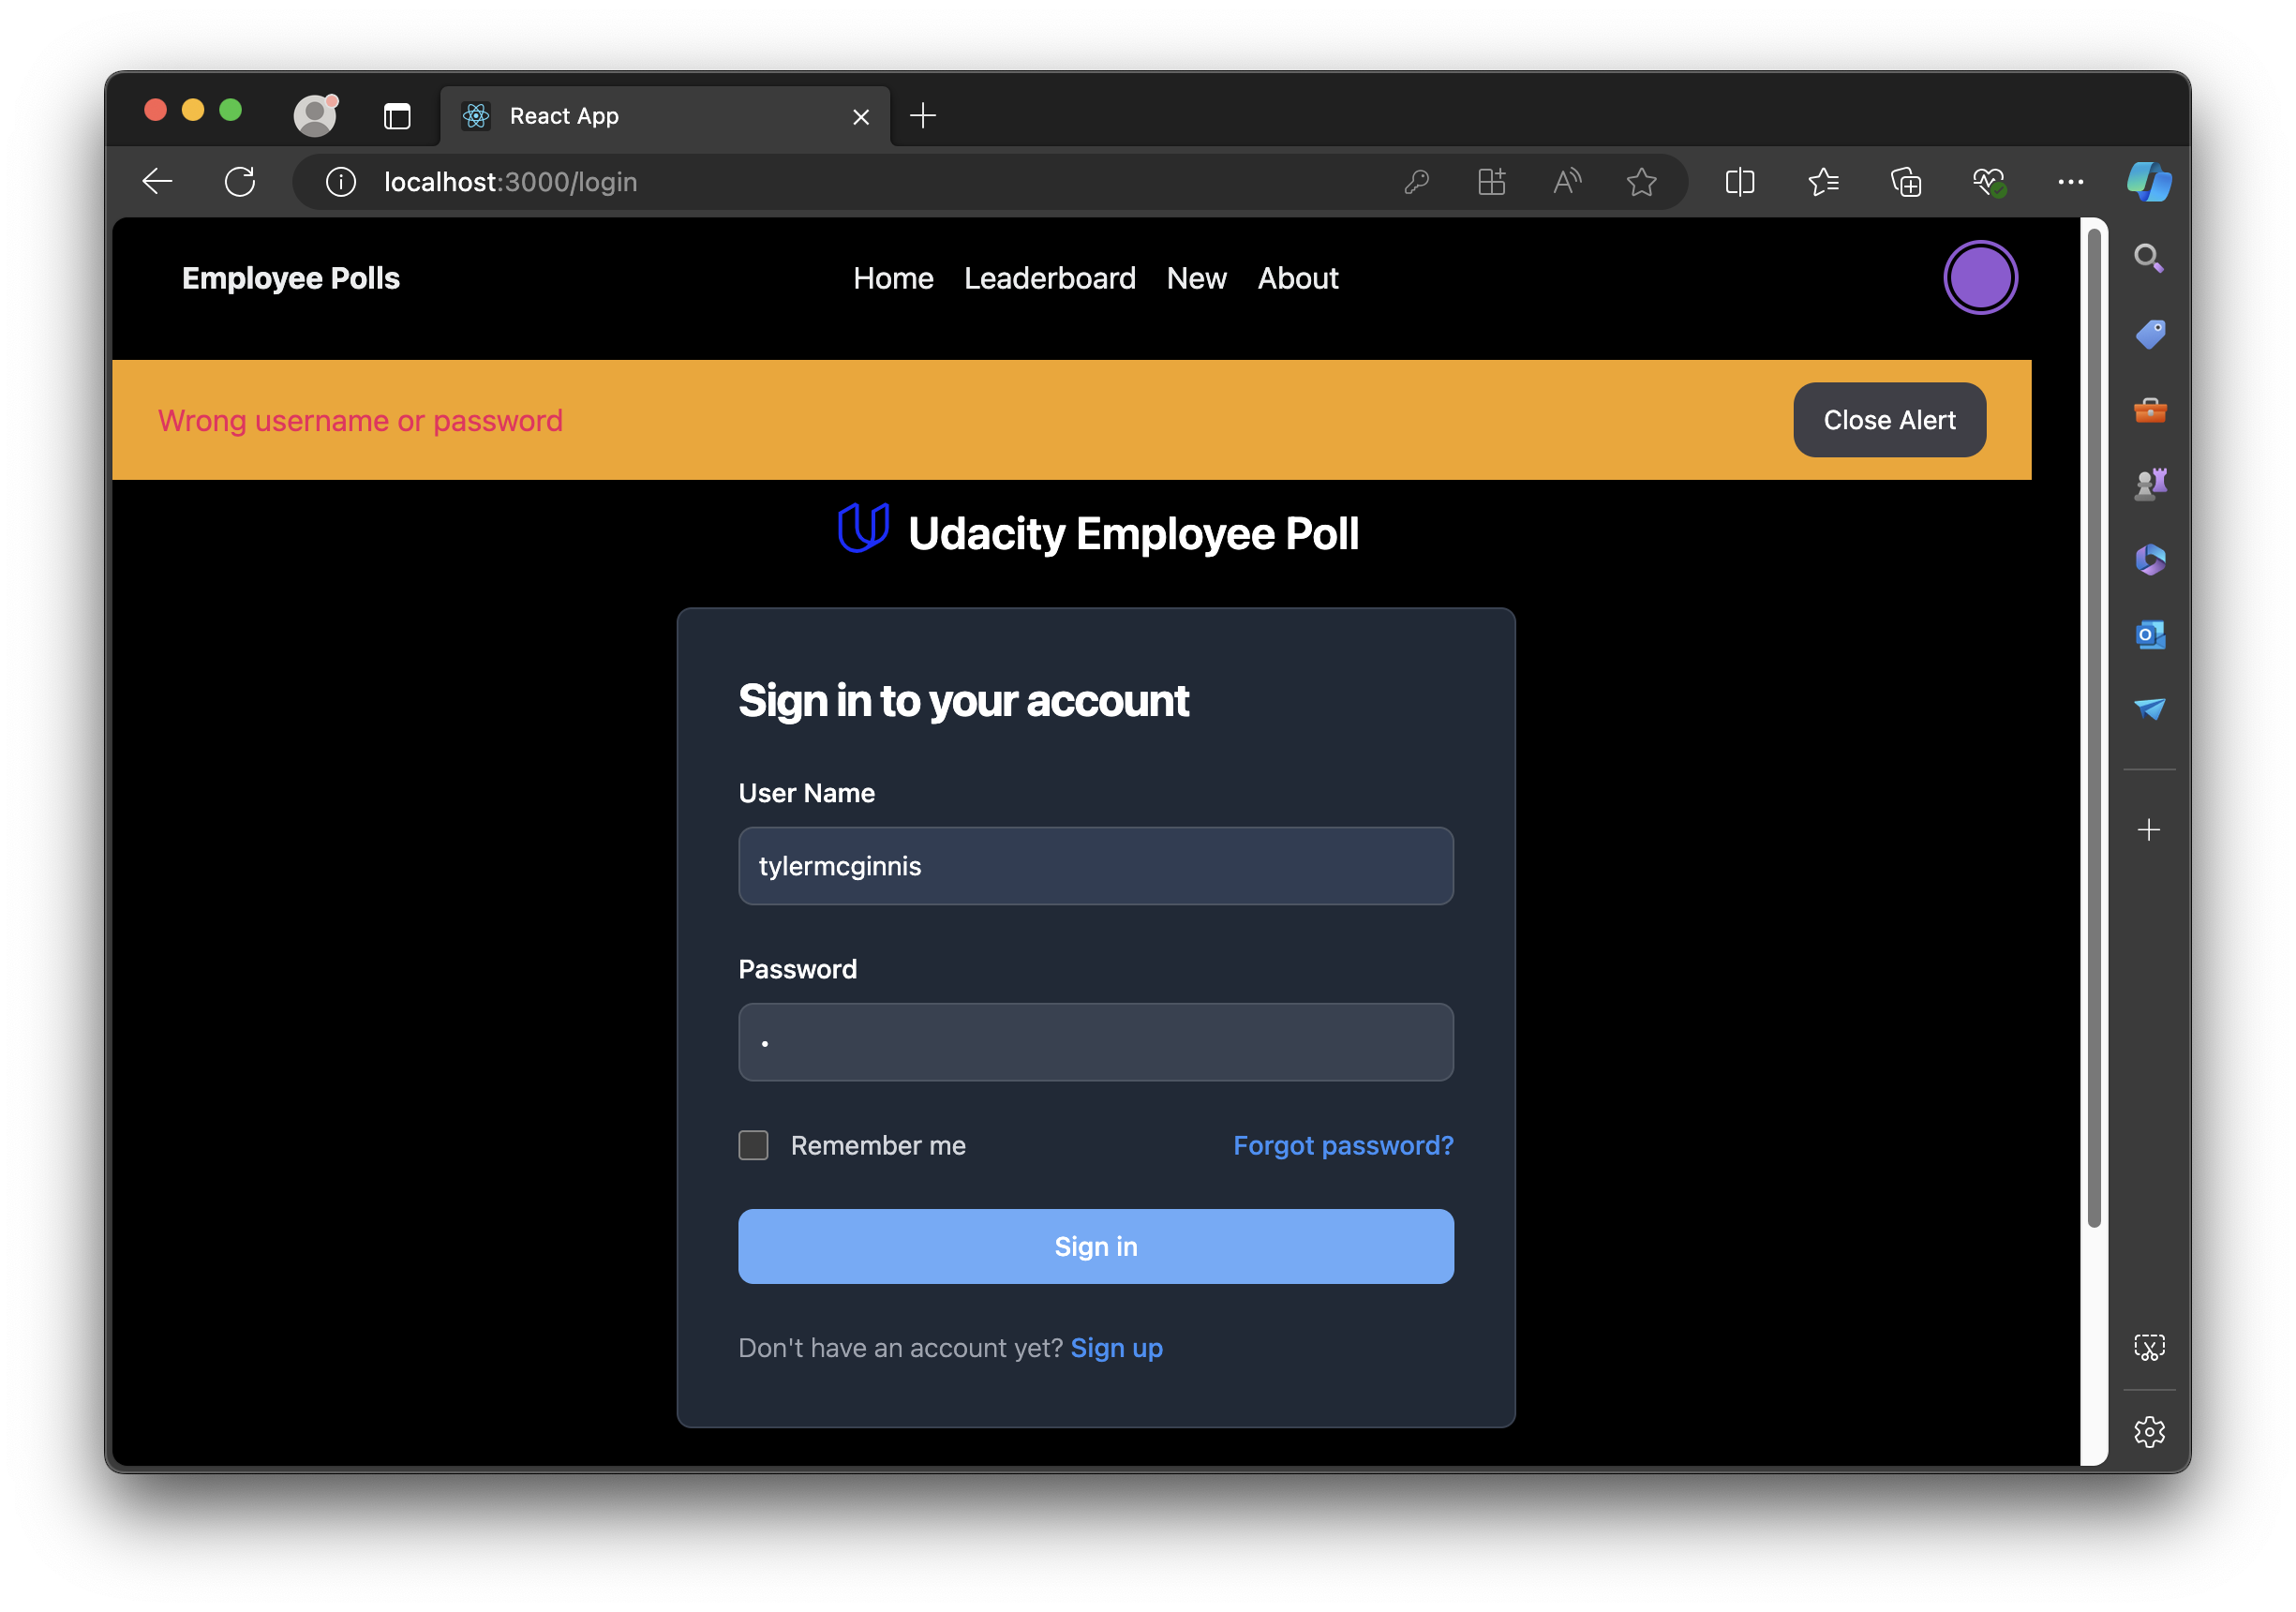 React App
localhost:3000/login
Employee Polls
Home Leaderboard New About
Wrong username or password
Close Alert
Udacity Employee Poll
Sign in to your account
User Name
tylermcginnis
Password
Remember me
Forgot password?
Sign in
Don't have an account yet? Sign up